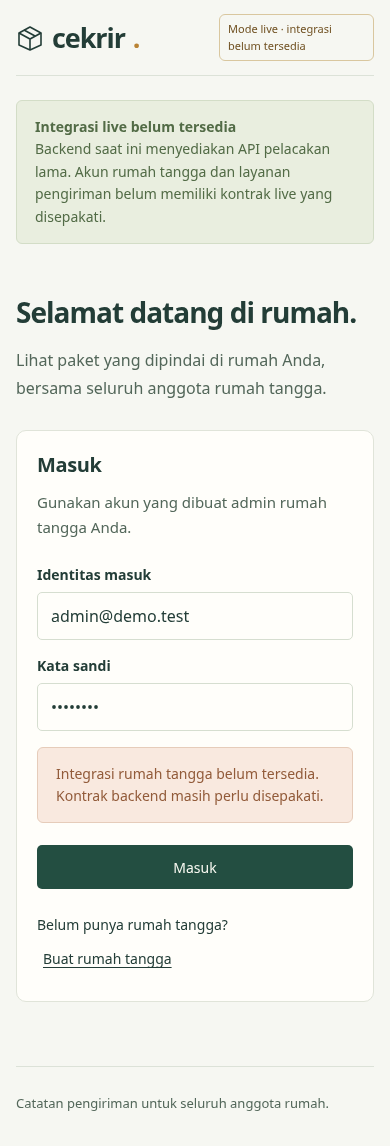 cekrir.
Mode live · integrasi
belum tersedia
Integrasi live belum tersedia
Backend saat ini menyediakan API pelacakan
lama. Akun rumah tangga dan layanan
pengiriman belum memiliki kontrak live yang
disepakati.
Selamat datang di rumah.
Lihat paket yang dipindai di rumah Anda,
bersama seluruh anggota rumah tangga.
Masuk
Gunakan akun yang dibuat admin rumah
tangga Anda.
Identitas masuk
admin@demo.test
Kata sandi
••••••••
Integrasi rumah tangga belum tersedia.
Kontrak backend masih perlu disepakati.
Masuk
Belum punya rumah tangga?
Buat rumah tangga
Catatan pengiriman untuk seluruh anggota rumah.